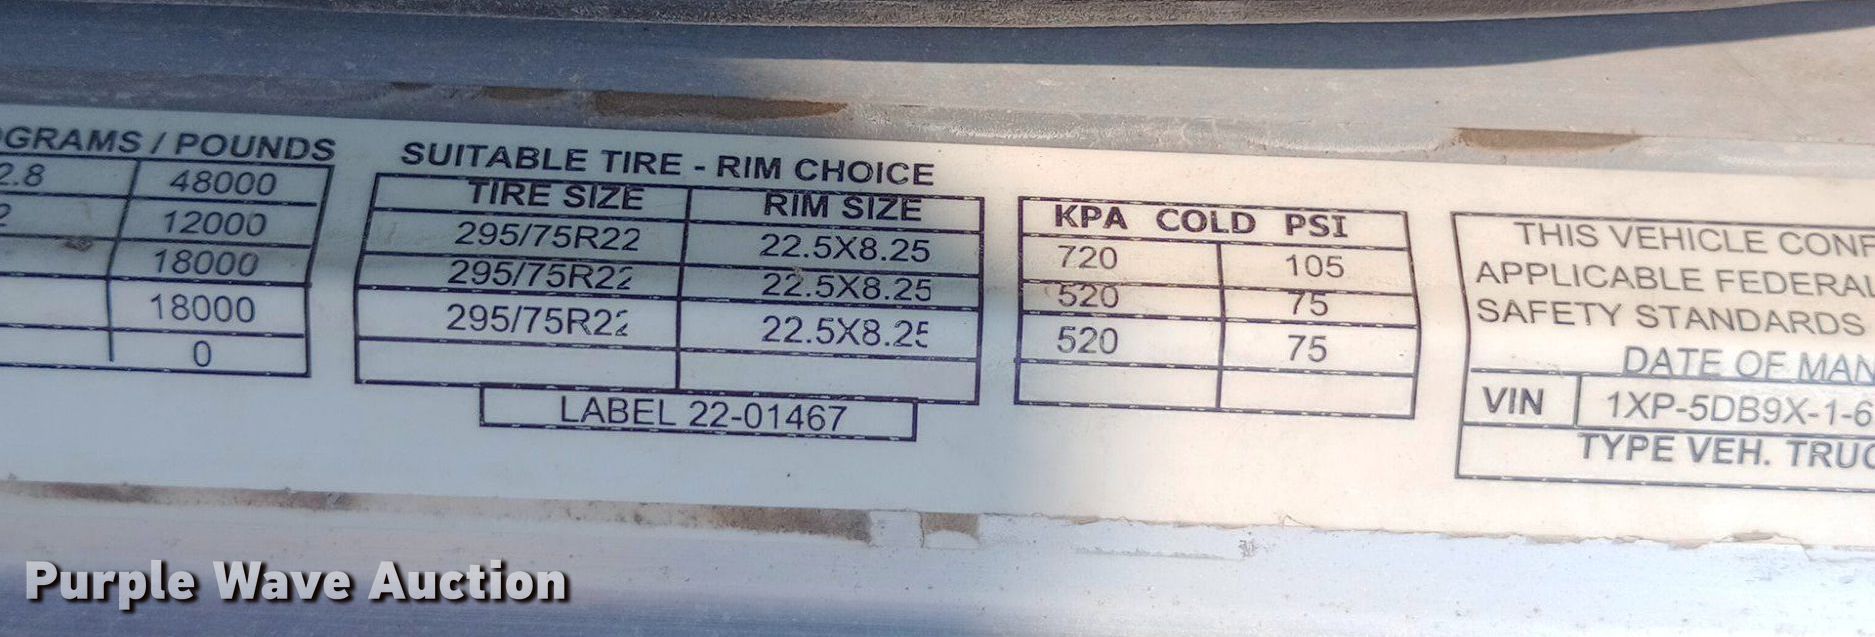 OGRAMS / POUNDS
2.8 48000
2 12000
18000
18000
0
SUITABLE TIRE - RIM CHOICE
TIRE SIZE RIM SIZE
295/75R22 22.5X8.25
295/75R22 22.5X8.25
295/75R22 22.5X8.25
LABEL 22-01467
KPA COLD PSI
720 105
520 75
520 75
THIS VEHICLE CONF
APPLICABLE FEDERAL
SAFETY STANDARDS
DATE OF MAN
VIN 1XP-5DB9X-1-6
TYPE VEH. TRUC
Purple Wave Auction